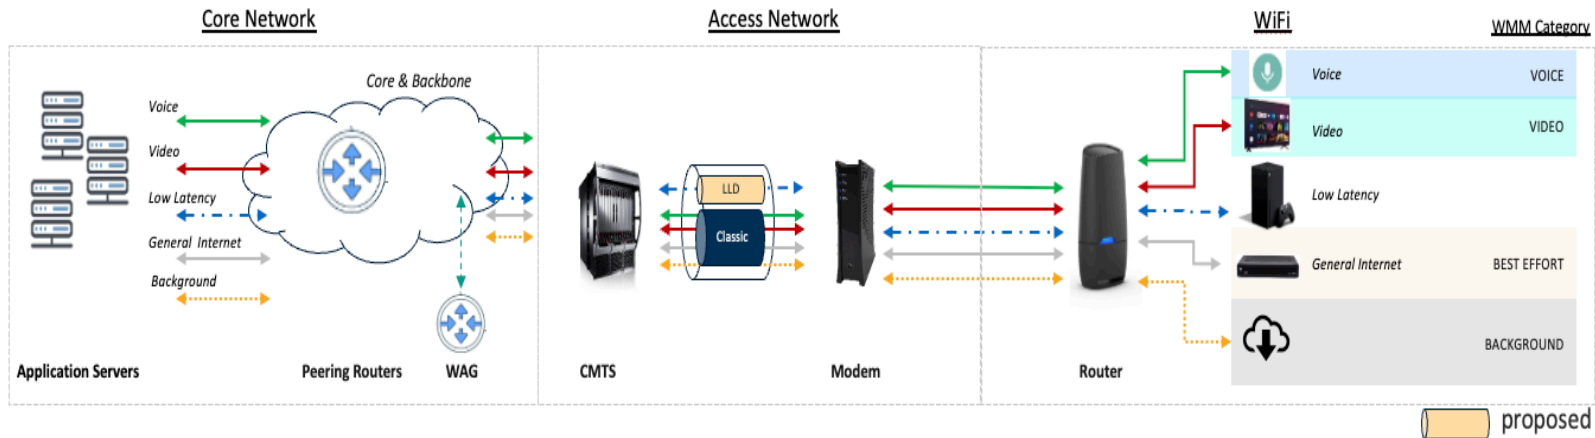 Core Network
Access Network
WiFi
WMM Category
Core & Backbone
Voice
Video
Low Latency
General Internet
Background
LLD
Classic
Voice
VOICE
Video
VIDEO
Low Latency
General Internet
BEST EFFORT
BACKGROUND
Application Servers
Peering Routers
WAG
CMTS
Modem
Router
proposed